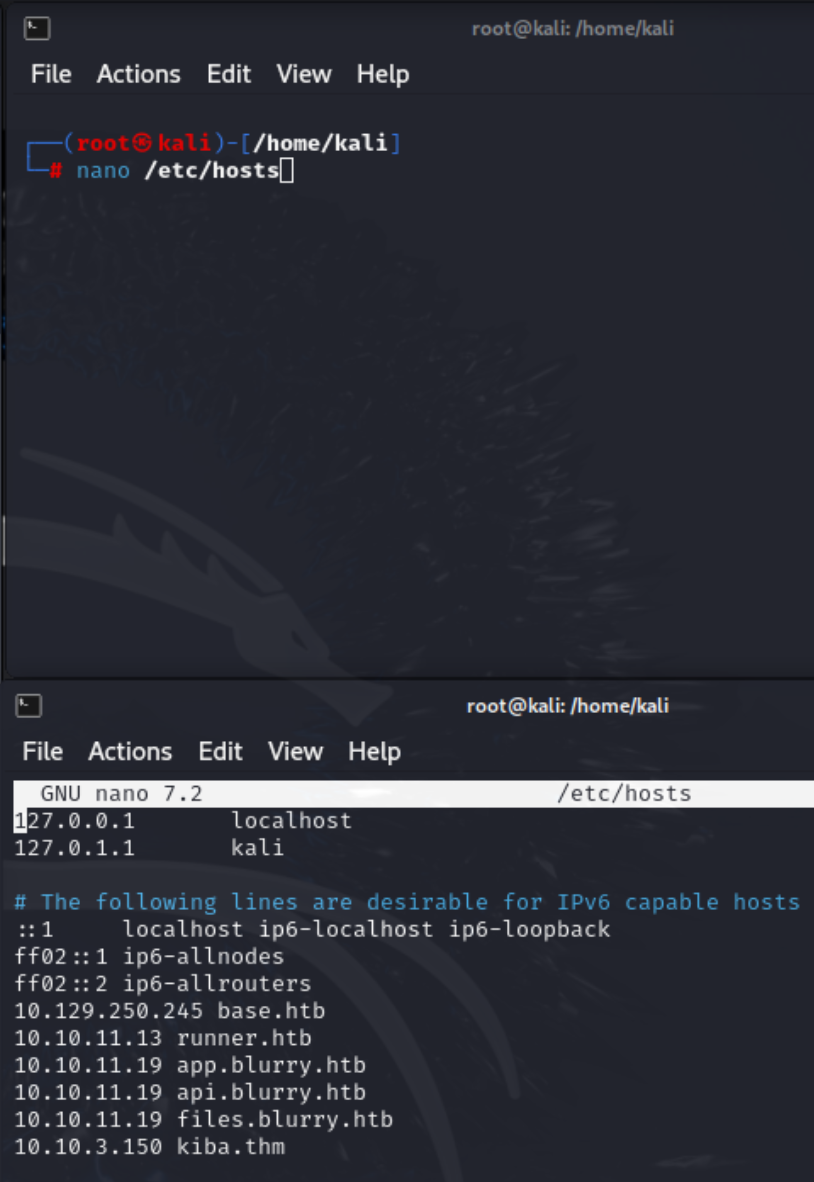 root@kali: /home/kali
File Actions Edit View Help
┌──(root㉿kali)-[/home/kali]
└─# nano /etc/hosts
root@kali: /home/kali
File Actions Edit View Help
GNU nano 7.2 /etc/hosts
127.0.0.1 localhost
127.0.1.1 kali
# The following lines are desirable for IPv6 capable hosts
::1 localhost ip6-localhost ip6-loopback
ff02::1 ip6-allnodes
ff02::2 ip6-allrouters
10.129.250.245 base.htb
10.10.11.13 runner.htb
10.10.11.19 app.blurry.htb
10.10.11.19 api.blurry.htb
10.10.11.19 files.blurry.htb
10.10.3.150 kiba.thm